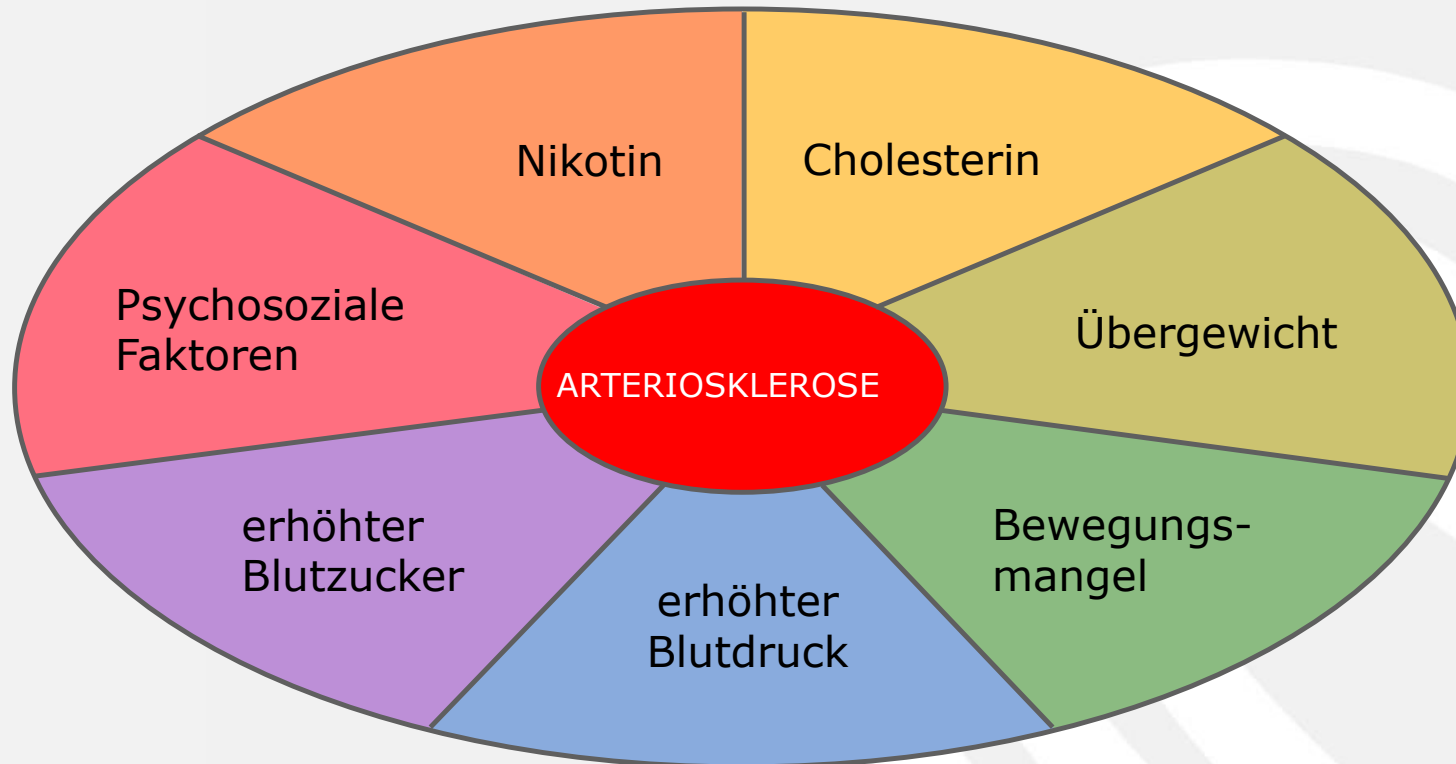 Nikotin
Cholesterin
Psychosoziale
Faktoren
Übergewicht
ARTERIOSKLEROSE
erhöhter
Blutzucker
Bewegungs-
mangel
erhöhter
Blutdruck